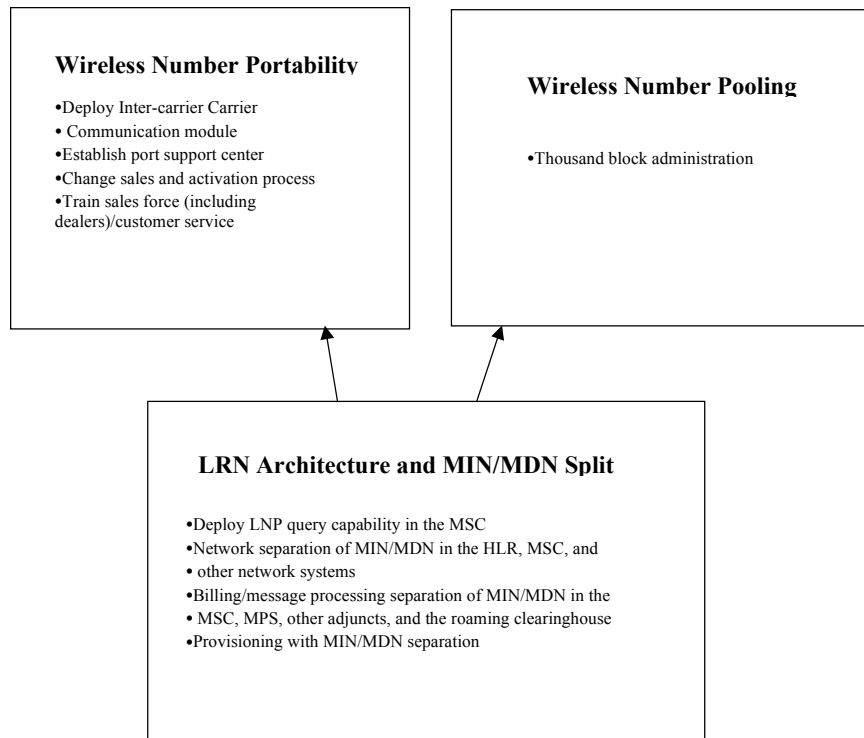 Wireless Number Portability
•Deploy Inter-carrier Carrier
• Communication module
•Establish port support center
•Change sales and activation process
•Train sales force (including
dealers)/customer service
Wireless Number Pooling
•Thousand block administration
LRN Architecture and MIN/MDN Split
•Deploy LNP query capability in the MSC
•Network separation of MIN/MDN in the HLR, MSC, and
• other network systems
•Billing/message processing separation of MIN/MDN in the
• MSC, MPS, other adjuncts, and the roaming clearinghouse
•Provisioning with MIN/MDN separation